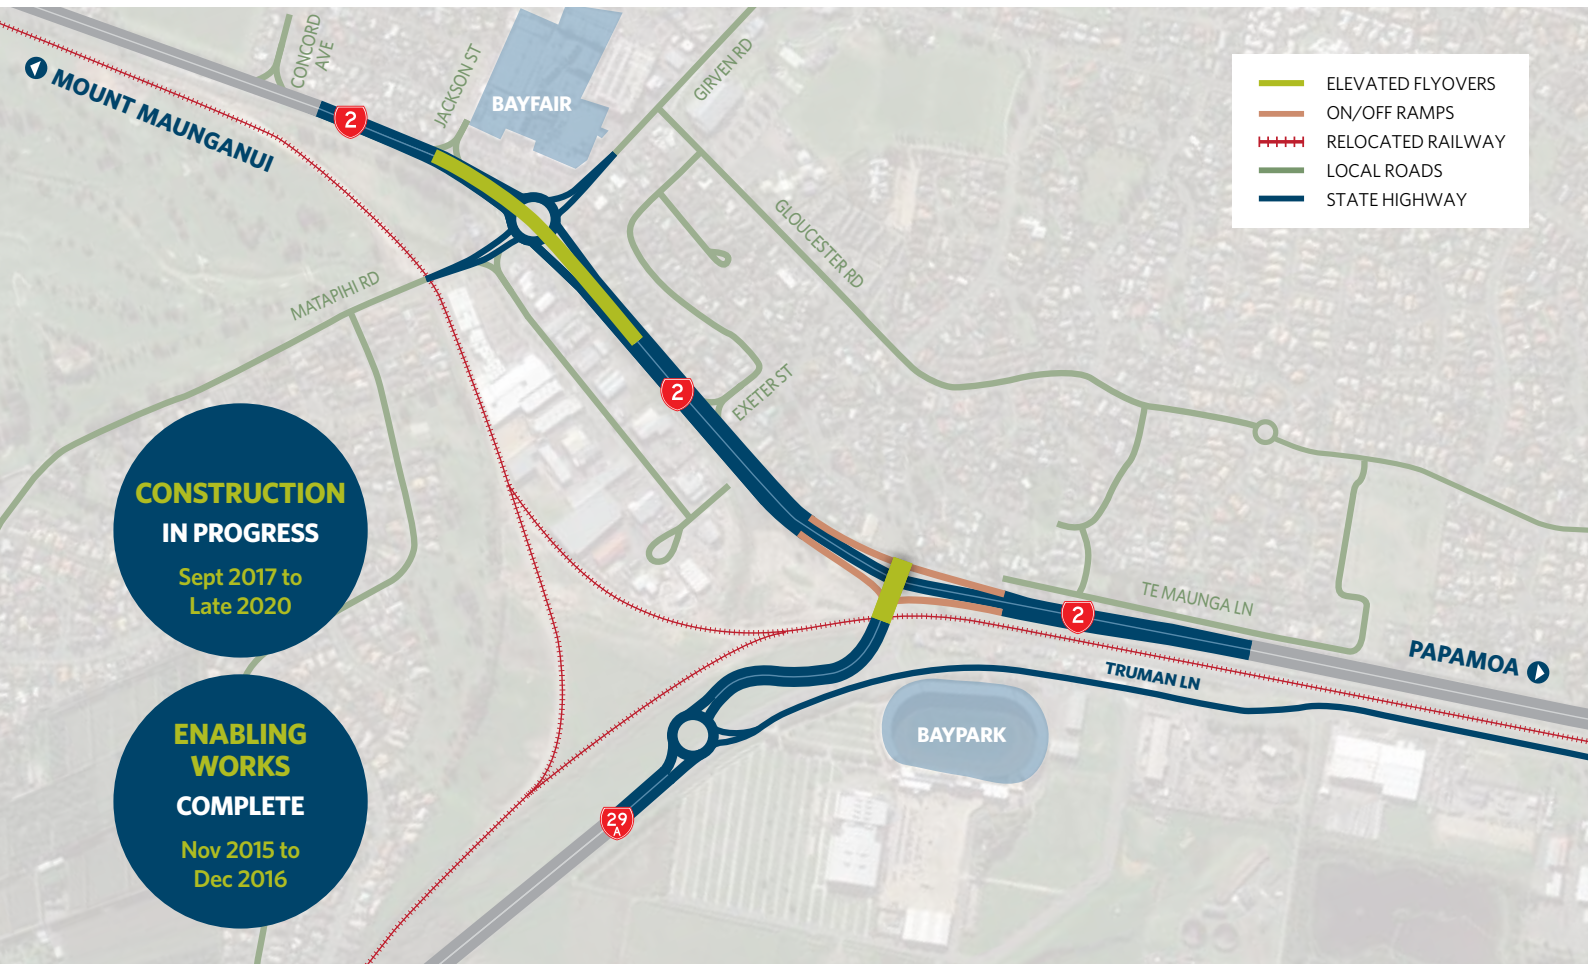 CONCORD
AVE
JACKSON ST
GIRVEN RD
BAYFAIR
MOUNT MAUNGANUI
2
ELEVATED FLYOVERS
ON/OFF RAMPS
RELOCATED RAILWAY
LOCAL ROADS
STATE HIGHWAY
GLOUCESTER RD
MATAPIHI RD
2
EXETER ST
CONSTRUCTION
IN PROGRESS
Sept 2017 to
Late 2020
TE MAUNGA LN
2
PAPAMOA
TRUMAN LN
BAYPARK
ENABLING
WORKS
COMPLETE
Nov 2015 to
Dec 2016
29
A